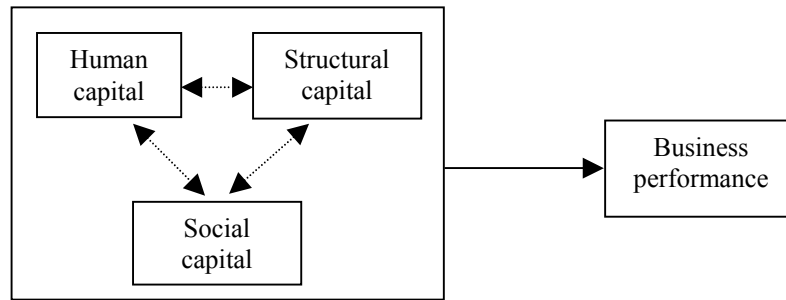 Human
capital
Structural
capital
Social
capital
Business
performance